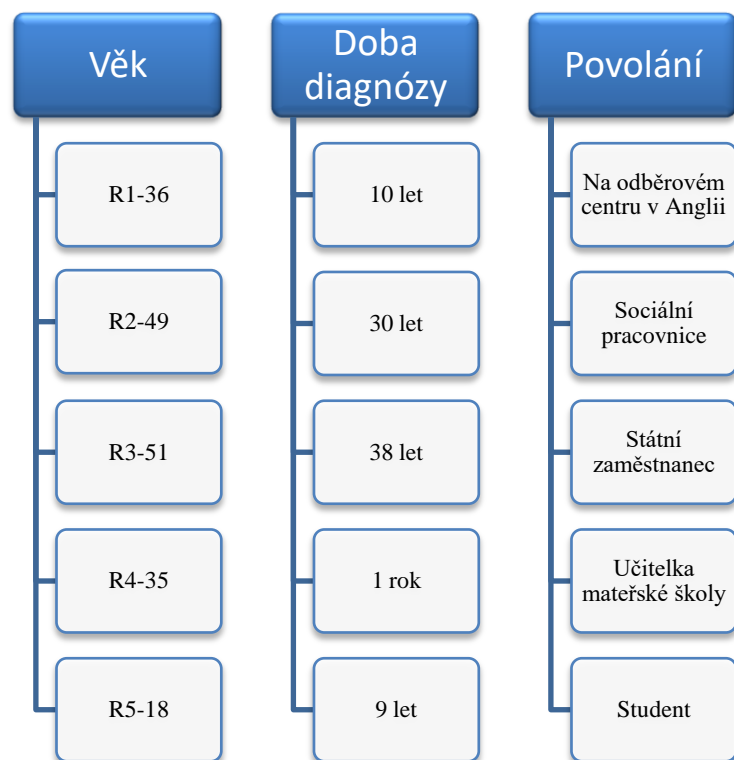 Věk
R1-36
R2-49
R3-51
R4-35
R5-18
Doba
diagnózy
10 let
30 let
38 let
1 rok
9 let
Povolání
Na odběrovém
centru v Anglii
Sociální
pracovnice
Státní
zaměstnanec
Učitelka
mateřské školy
Student